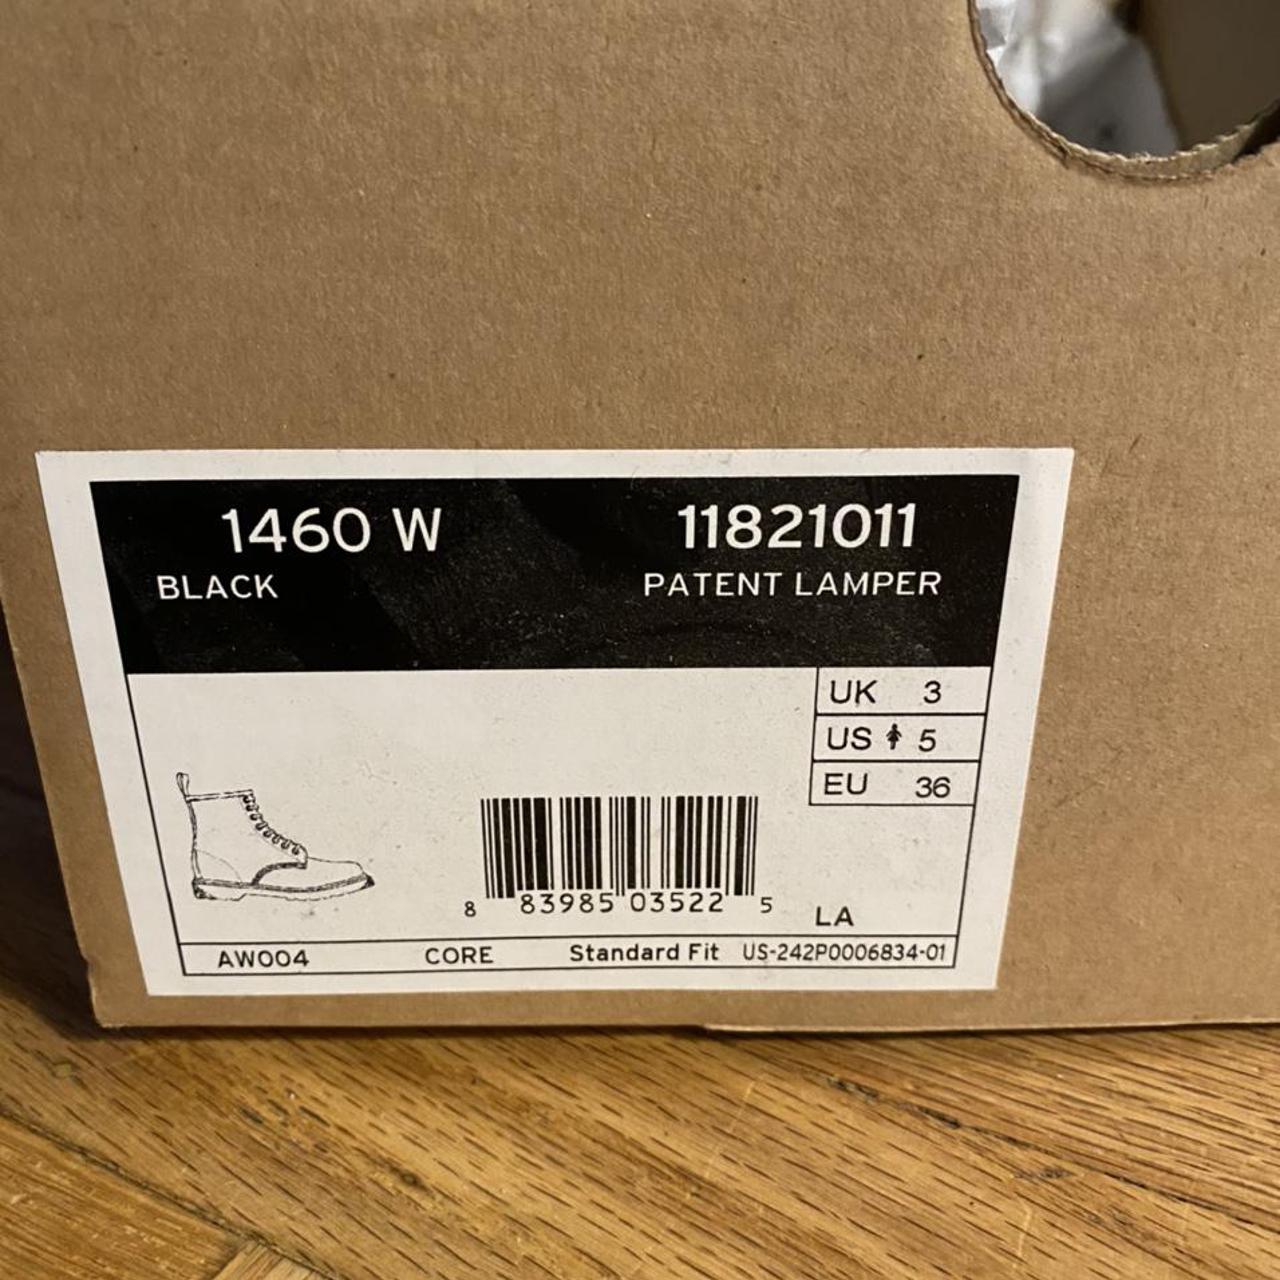 1460 W 11821011
BLACK PATENT LAMPER
UK 3
US 5
EU 36
8 83985 03522 5
LA
AW004 CORE Standard Fit US-242P0006834-01